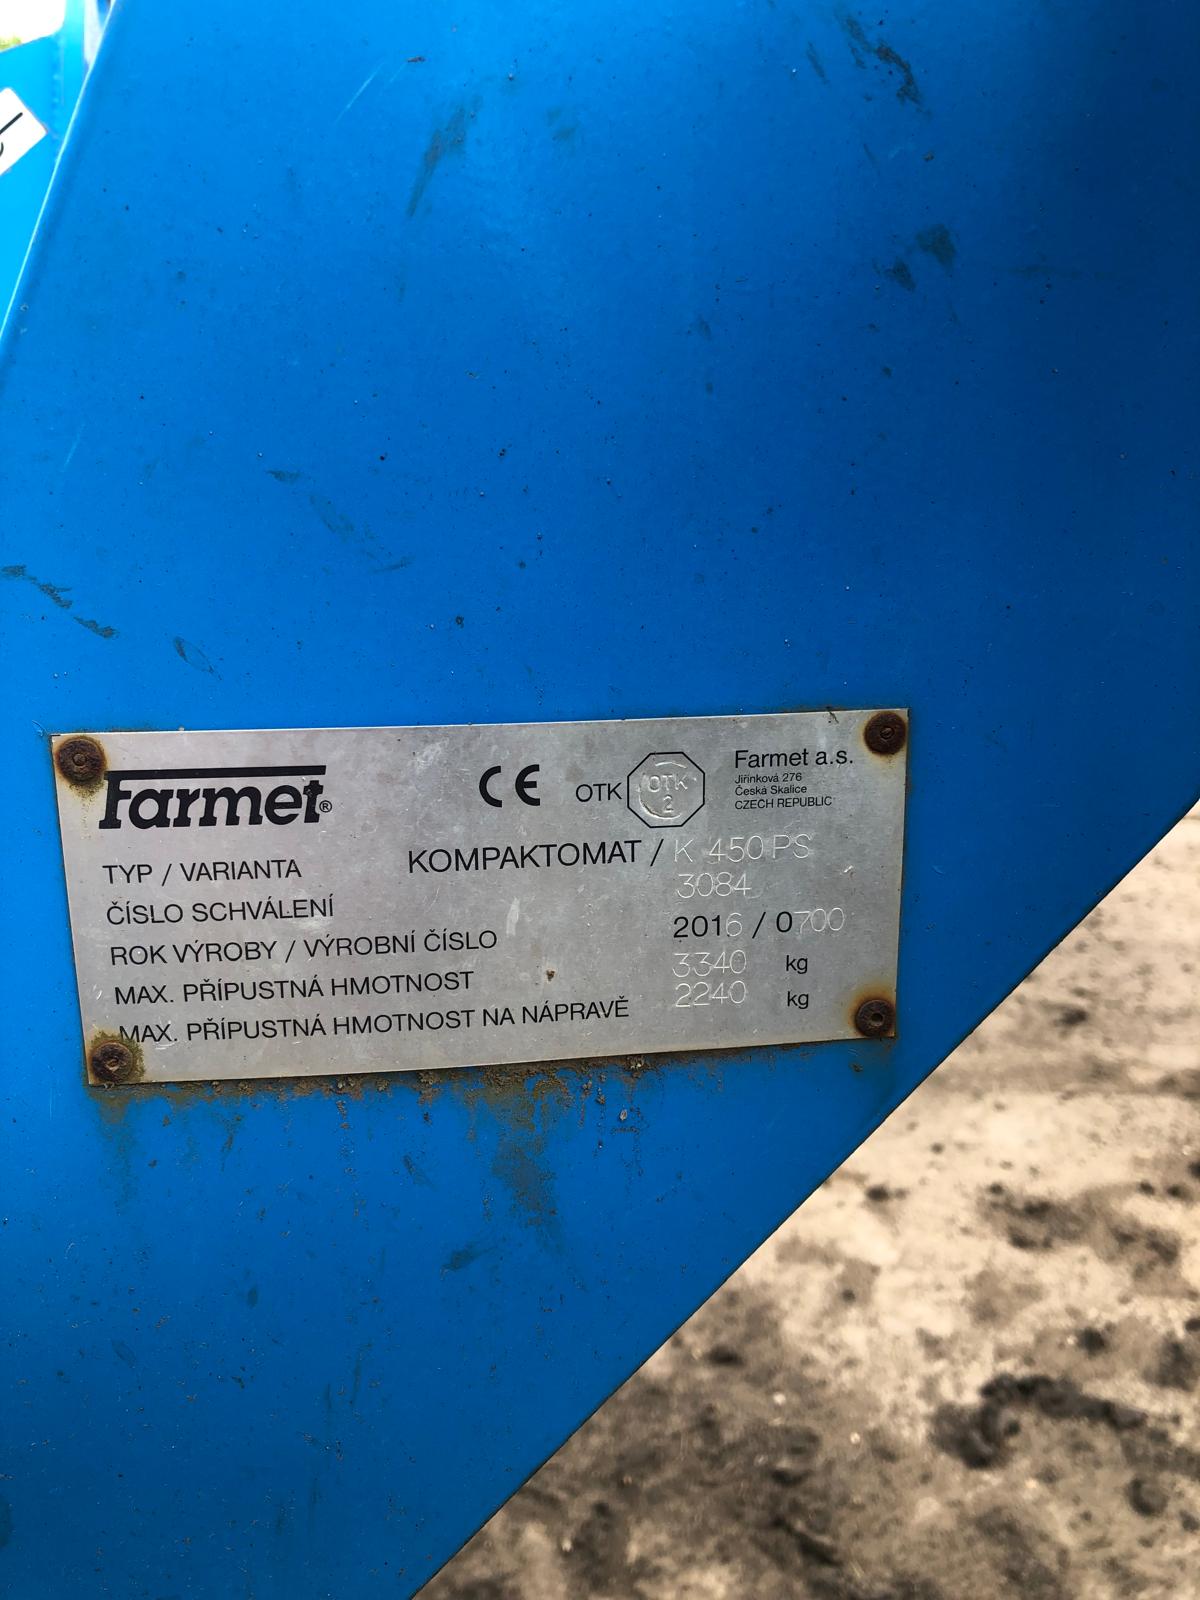 Farmet®
CE
OTK
OTK
2
Farmet a.s.
Jiřinková 276
Česká Skalice
CZECH REPUBLIC
TYP / VARIANTA KOMPAKTOMAT / K 450 PS
ČÍSLO SCHVÁLENÍ 3084
ROK VÝROBY / VÝROBNÍ ČÍSLO 2016 / 0700
MAX. PŘÍPUSTNÁ HMOTNOST 3340 kg
MAX. PŘÍPUSTNÁ HMOTNOST NA NÁPRAVĚ 2240 kg